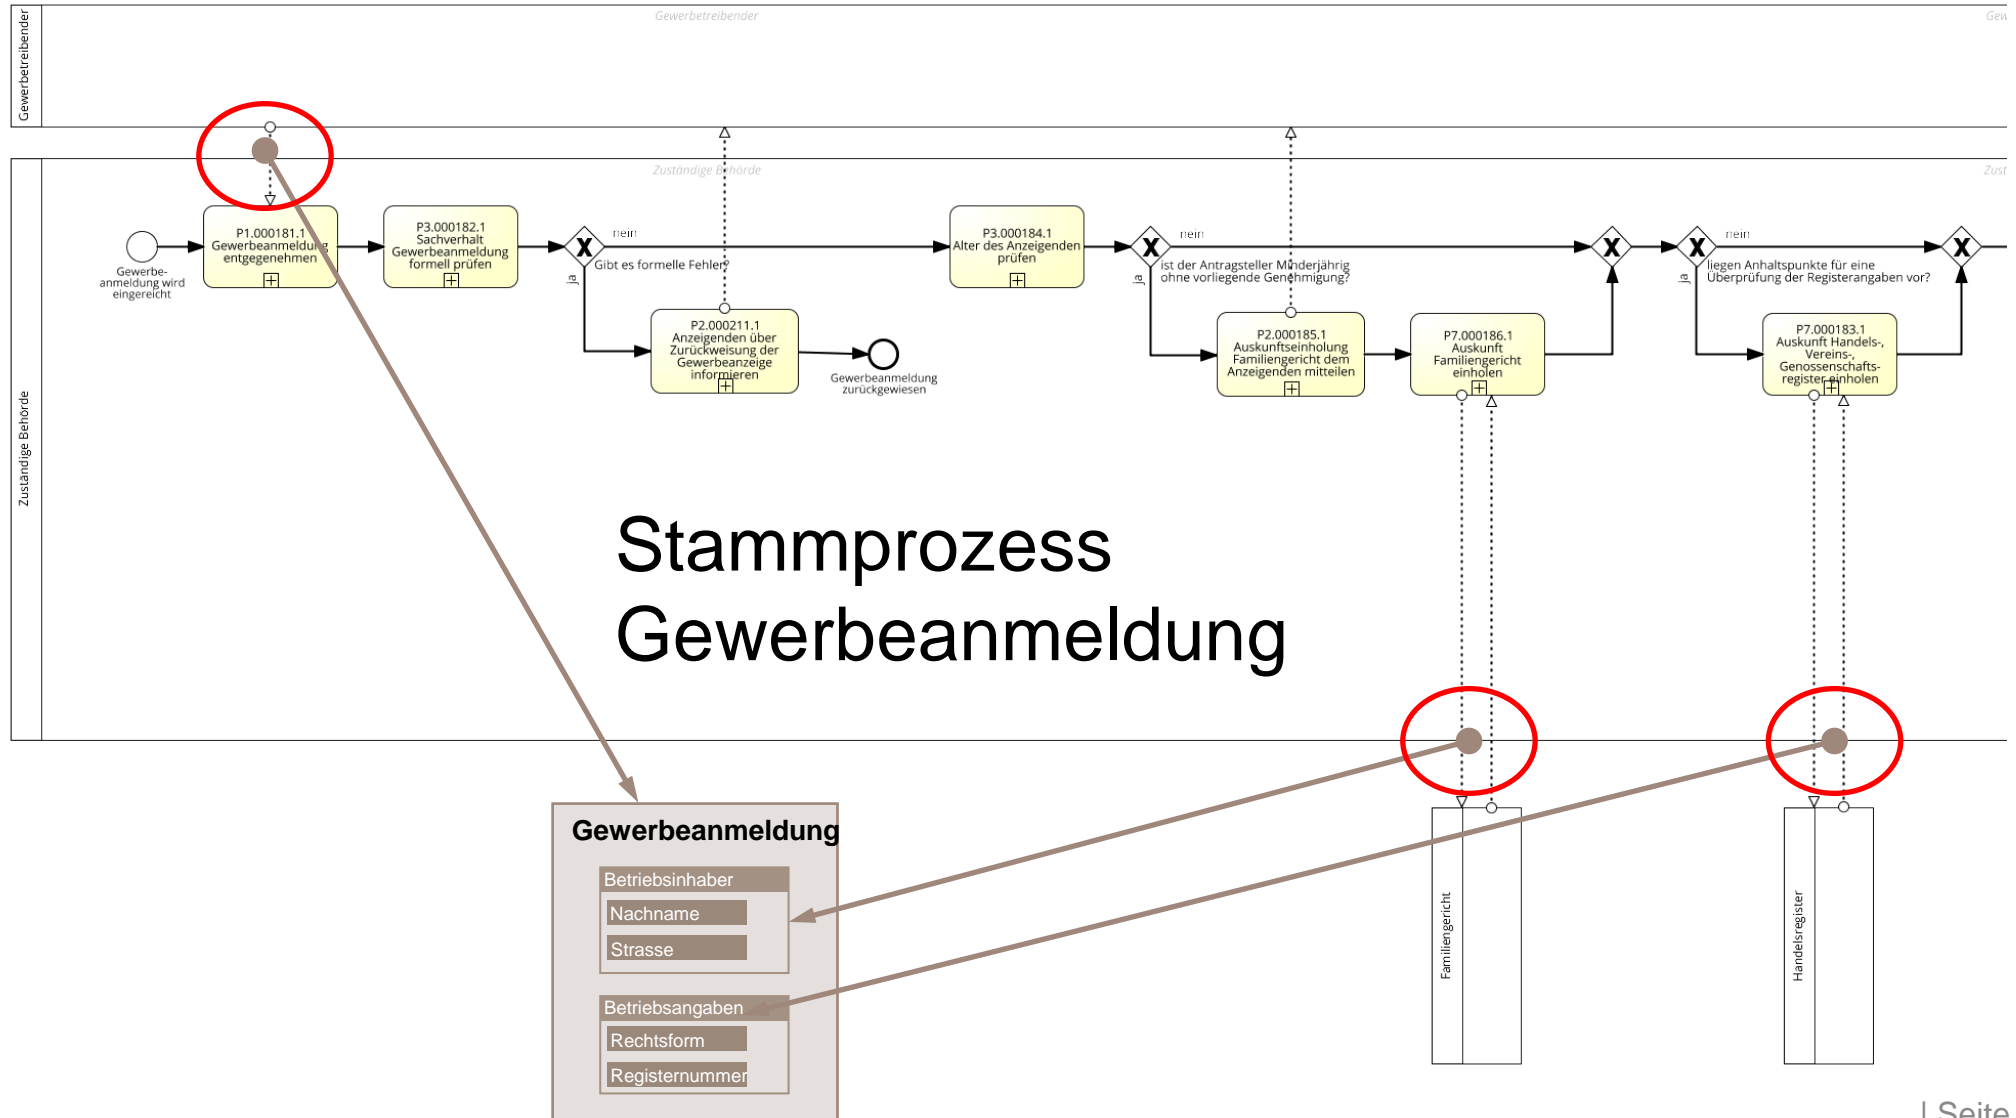 Gewerbetreibender
Gewerbetreibender
Gew
Zuständige Behörde
Zuständige Behörde
Zust
Gewerbe-
anmeldung wird
eingereicht
P1.000181.1
Gewerbeanmeldung
entgegenehmen
P3.000182.1
Sachverhalt
Gewerbeanmeldung
formell prüfen
nein
Gibt es formelle Fehler?
ja
P2.000211.1
Anzeigenden über
Zurückweisung der
Gewerbeanzeige
informieren
Gewerbeanmeldung
zurückgewiesen
P3.000184.1
Alter des Anzeigenden
prüfen
nein
ist der Antragsteller Minderjährig
ohne vorliegende Genehmigung?
ja
P2.000185.1
Auskunftseinholung
Familiengericht dem
Anzeigenden mitteilen
P7.000186.1
Auskunft
Familiengericht
einholen
nein
liegen Anhaltspunkte für eine
Überprüfung der Registerangaben vor?
ja
P7.000183.1
Auskunft Handels-,
Vereins-,
Genossenschafts-
register einholen
Stammprozess
Gewerbeanmeldung
Gewerbeanmeldung
Betriebsinhaber
Nachname
Strasse
Betriebsangaben
Rechtsform
Registernummer
Familiengericht
Handelsregister
| Seite